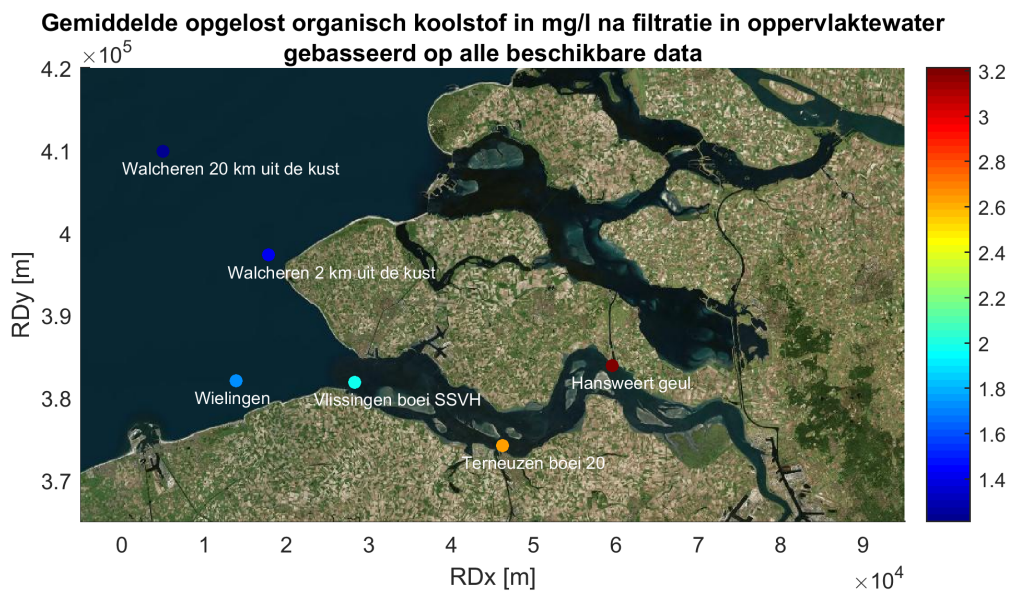 Gemiddelde opgelost organisch koolstof in mg/l na filtratie in oppervlaktewater
gebasseerd op alle beschikbare data
×10⁵
4.2
4.1
4
3.9
3.8
3.7
RDy [m]
Walcheren 20 km uit de kust
Walcheren 2 km uit de kust
Wielingen
Vlissingen boei SSVH
Hansweert geul
Terneuzen boei 20
0 1 2 3 4 5 6 7 8 9
RDx [m]
×10⁴
3.2
3
2.8
2.6
2.4
2.2
2
1.8
1.6
1.4